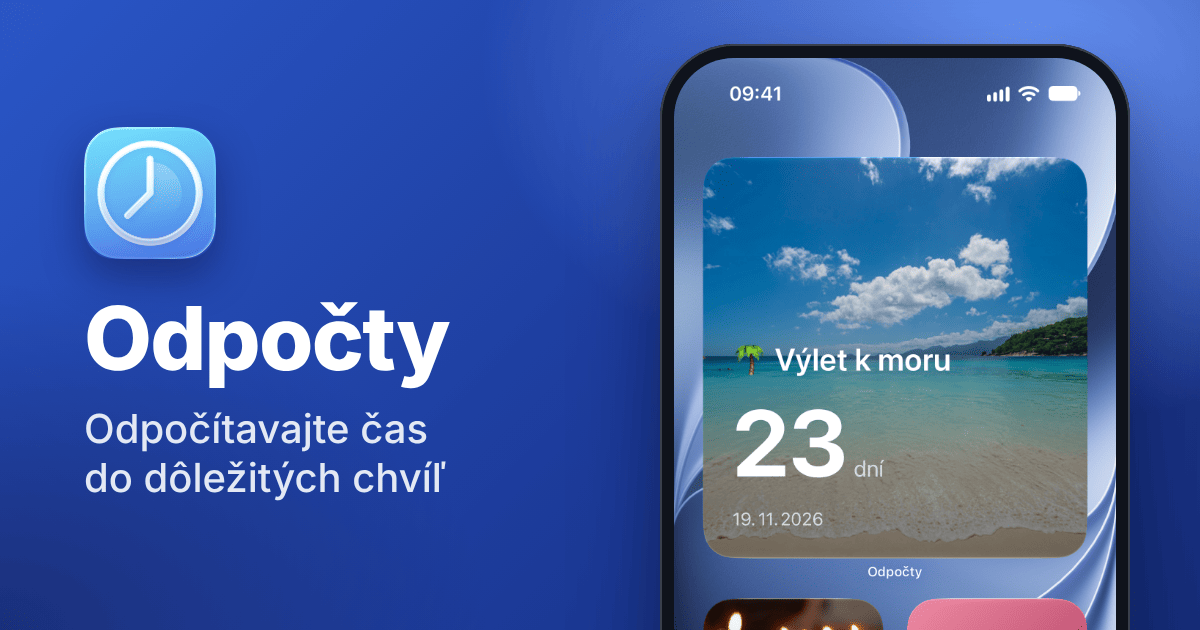 Odpočty
Odpočítavajte čas
do dôležitých chvíľ
09:41
🌴 Výlet k moru
23 dní
19. 11. 2026
Odpočty